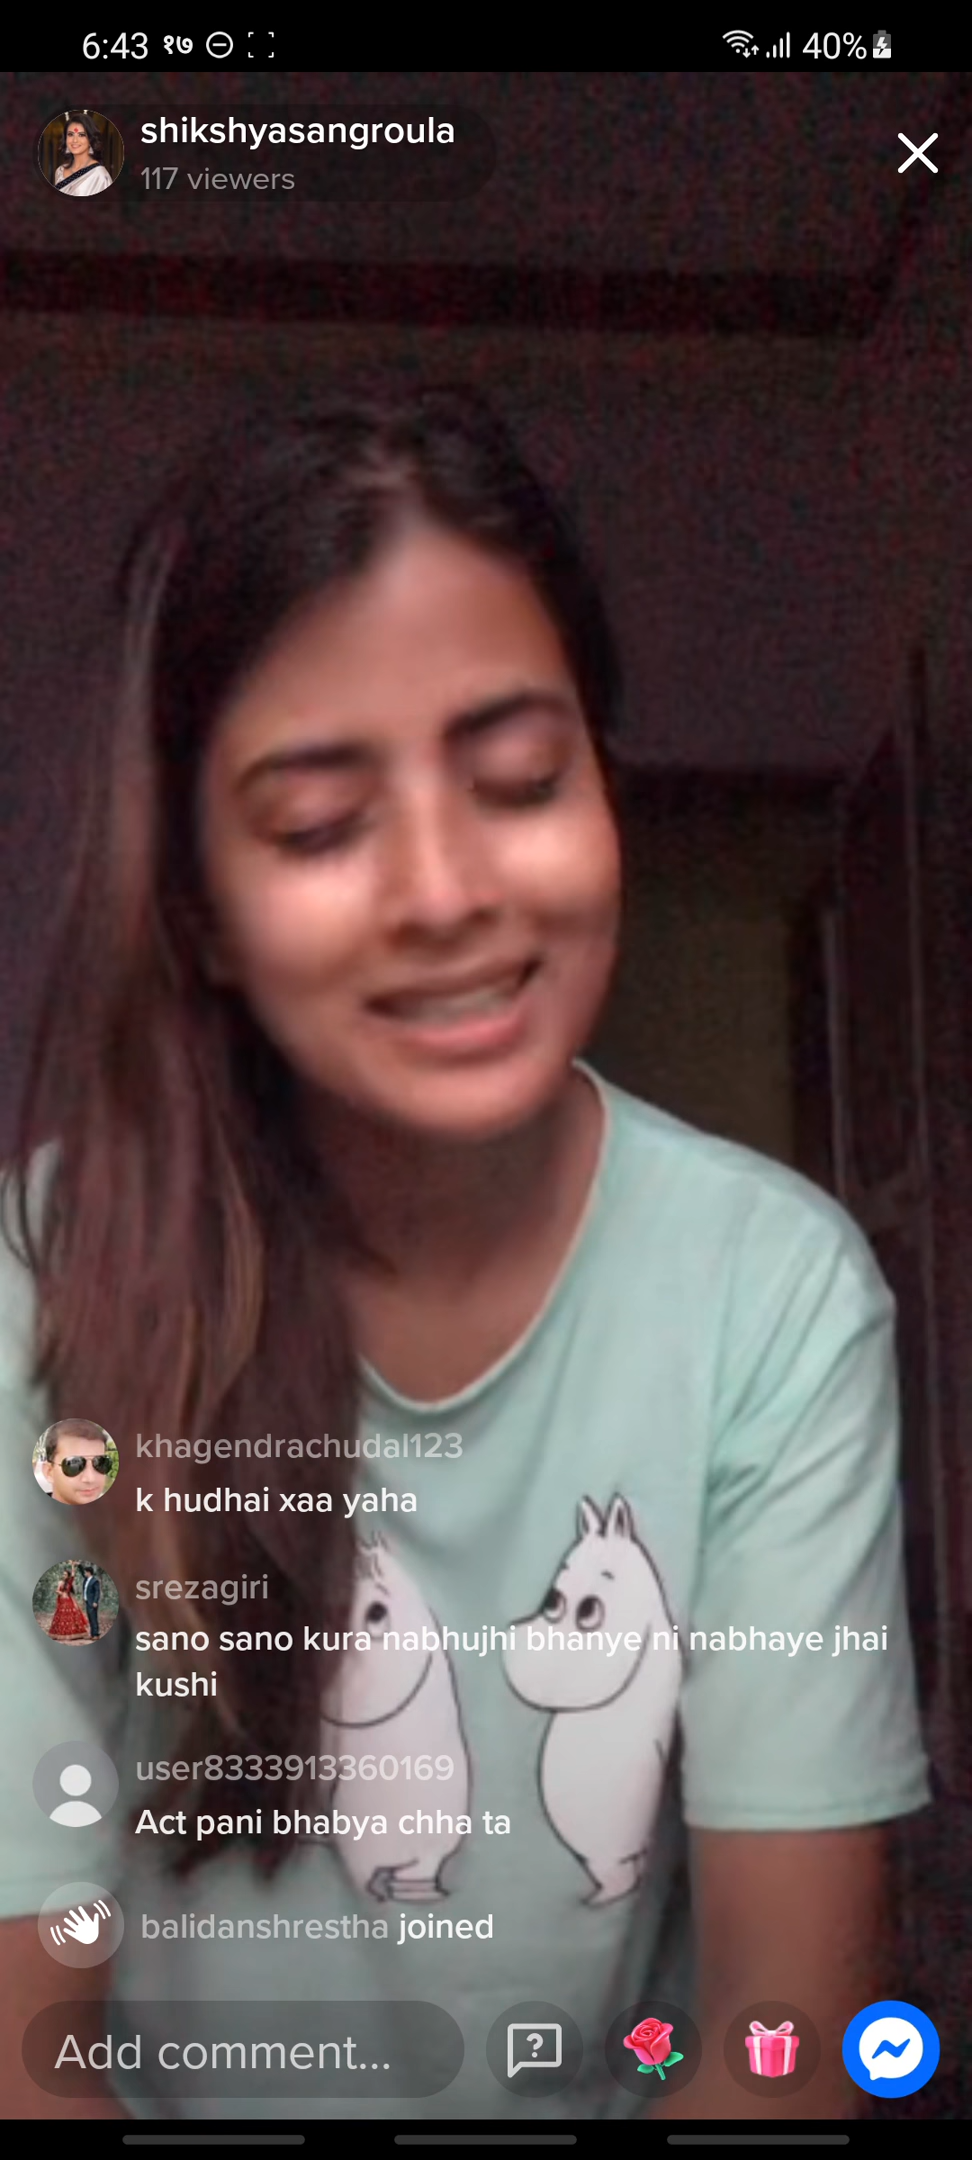 6:43 १७ 40%
shikshyasangroula
117 viewers
khagendrachudal123
k hudhai xaa yaha
srezagiri
sano sano kura nabhujhi bhanye ni nabhaye jhai
kushi
user8333913360169
Act pani bhabya chha ta
balidanshrestha joined
Add comment...